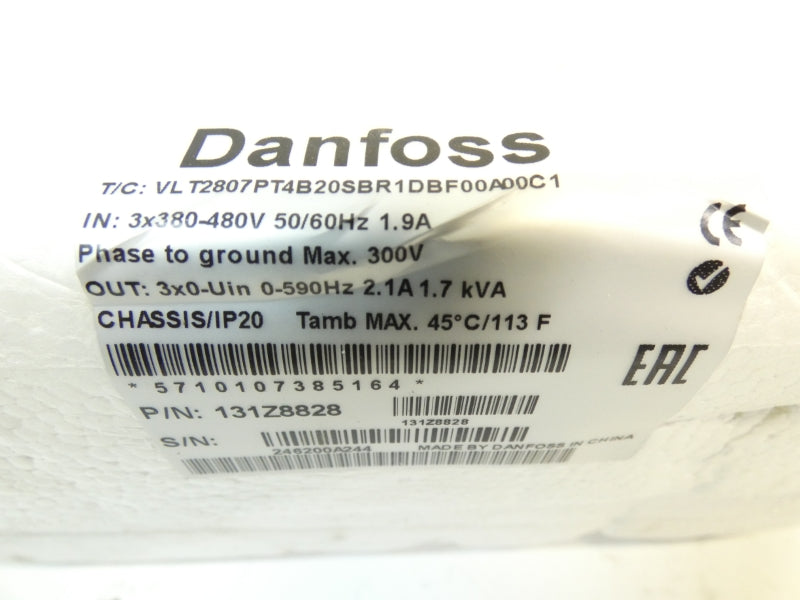 Danfoss
T/C: VLT2807PT4B20SBR1DBF00A00C1
IN: 3x380-480V 50/60Hz 1.9A
Phase to ground Max. 300V
OUT: 3x0-Uin 0-590Hz 2.1A 1.7 kVA
CHASSIS/IP20 Tamb MAX. 45°C/113 F
* 5710107385164 *
EAC
P/N: 131Z8828
131Z8828
S/N:
246200A244 MADE BY DANFOSS IN CHINA